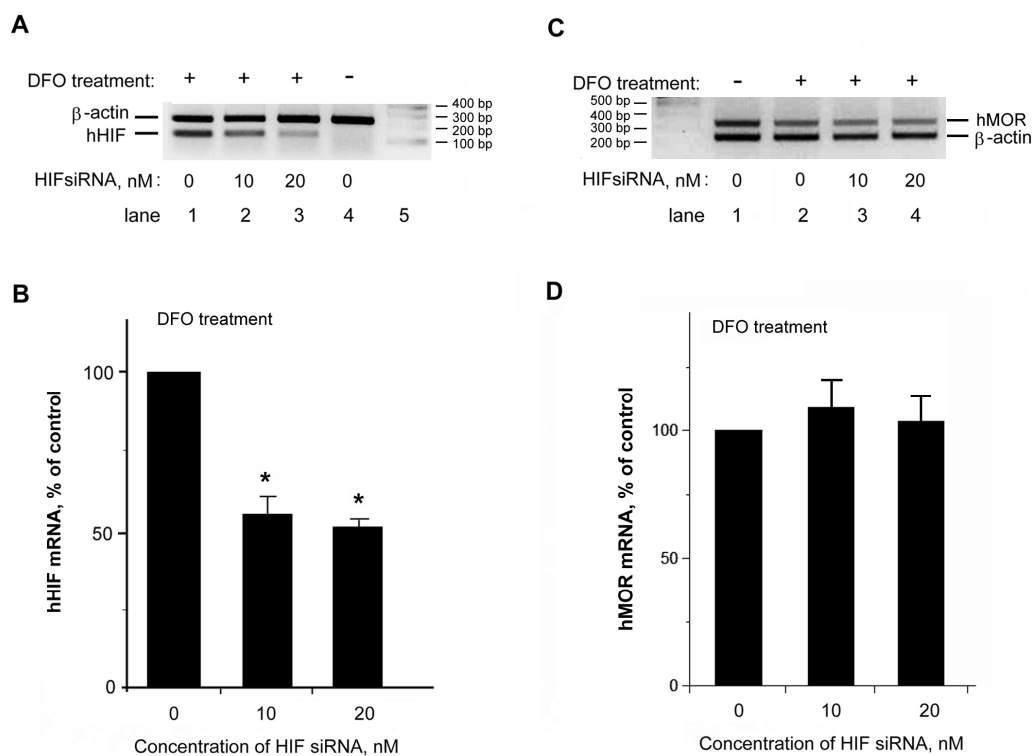 A
DFO treatment: + + + -
β-actin
hHIF
400 bp
300 bp
200 bp
100 bp
HIFsiRNA, nM: 0 10 20 0
lane 1 2 3 4 5
C
DFO treatment: - + + +
500 bp
400 bp
300 bp
200 bp
hMOR
β-actin
HIFsiRNA, nM: 0 0 10 20
lane 1 2 3 4
B
DFO treatment
hHIF mRNA, % of control
100
50
0
* *
0 10 20
Concentration of HIF siRNA, nM
D
DFO treatment
hMOR mRNA, % of control
100
50
0
0 10 20
Concentration of HIF siRNA, nM